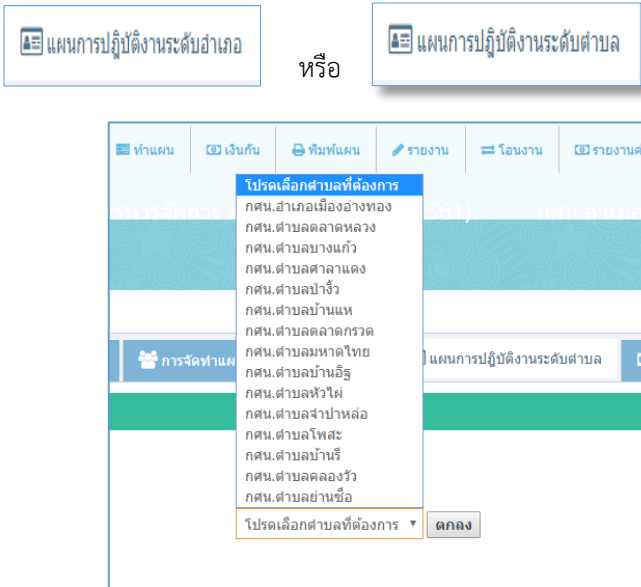 แผนการปฏิบัติงานระดับอำเภอ
หรือ
แผนการปฏิบัติงานระดับตำบล
ทำแผน เงินกัน พิมพ์แผน รายงาน โอนงาน รายงานค่
โปรดเลือกตำบลที่ต้องการ
กศน.อำเภอเมืองอ่างทอง
กศน.ตำบลตลาดหลวง
กศน.ตำบลบางแก้ว
กศน.ตำบลศาลาแดง
กศน.ตำบลป่างิ้ว
กศน.ตำบลบ้านแห
กศน.ตำบลตลาดกรวด
กศน.ตำบลมหาดไทย
กศน.ตำบลบ้านอิฐ
กศน.ตำบลหัวไผ่
กศน.ตำบลจำปาหล่อ
กศน.ตำบลโพสะ
กศน.ตำบลบ้านรี
กศน.ตำบลคลองวัว
กศน.ตำบลย่านซื่อ
การจัดทำแผ แผนการปฏิบัติงานระดับตำบล
โปรดเลือกตำบลที่ต้องการ ตกลง